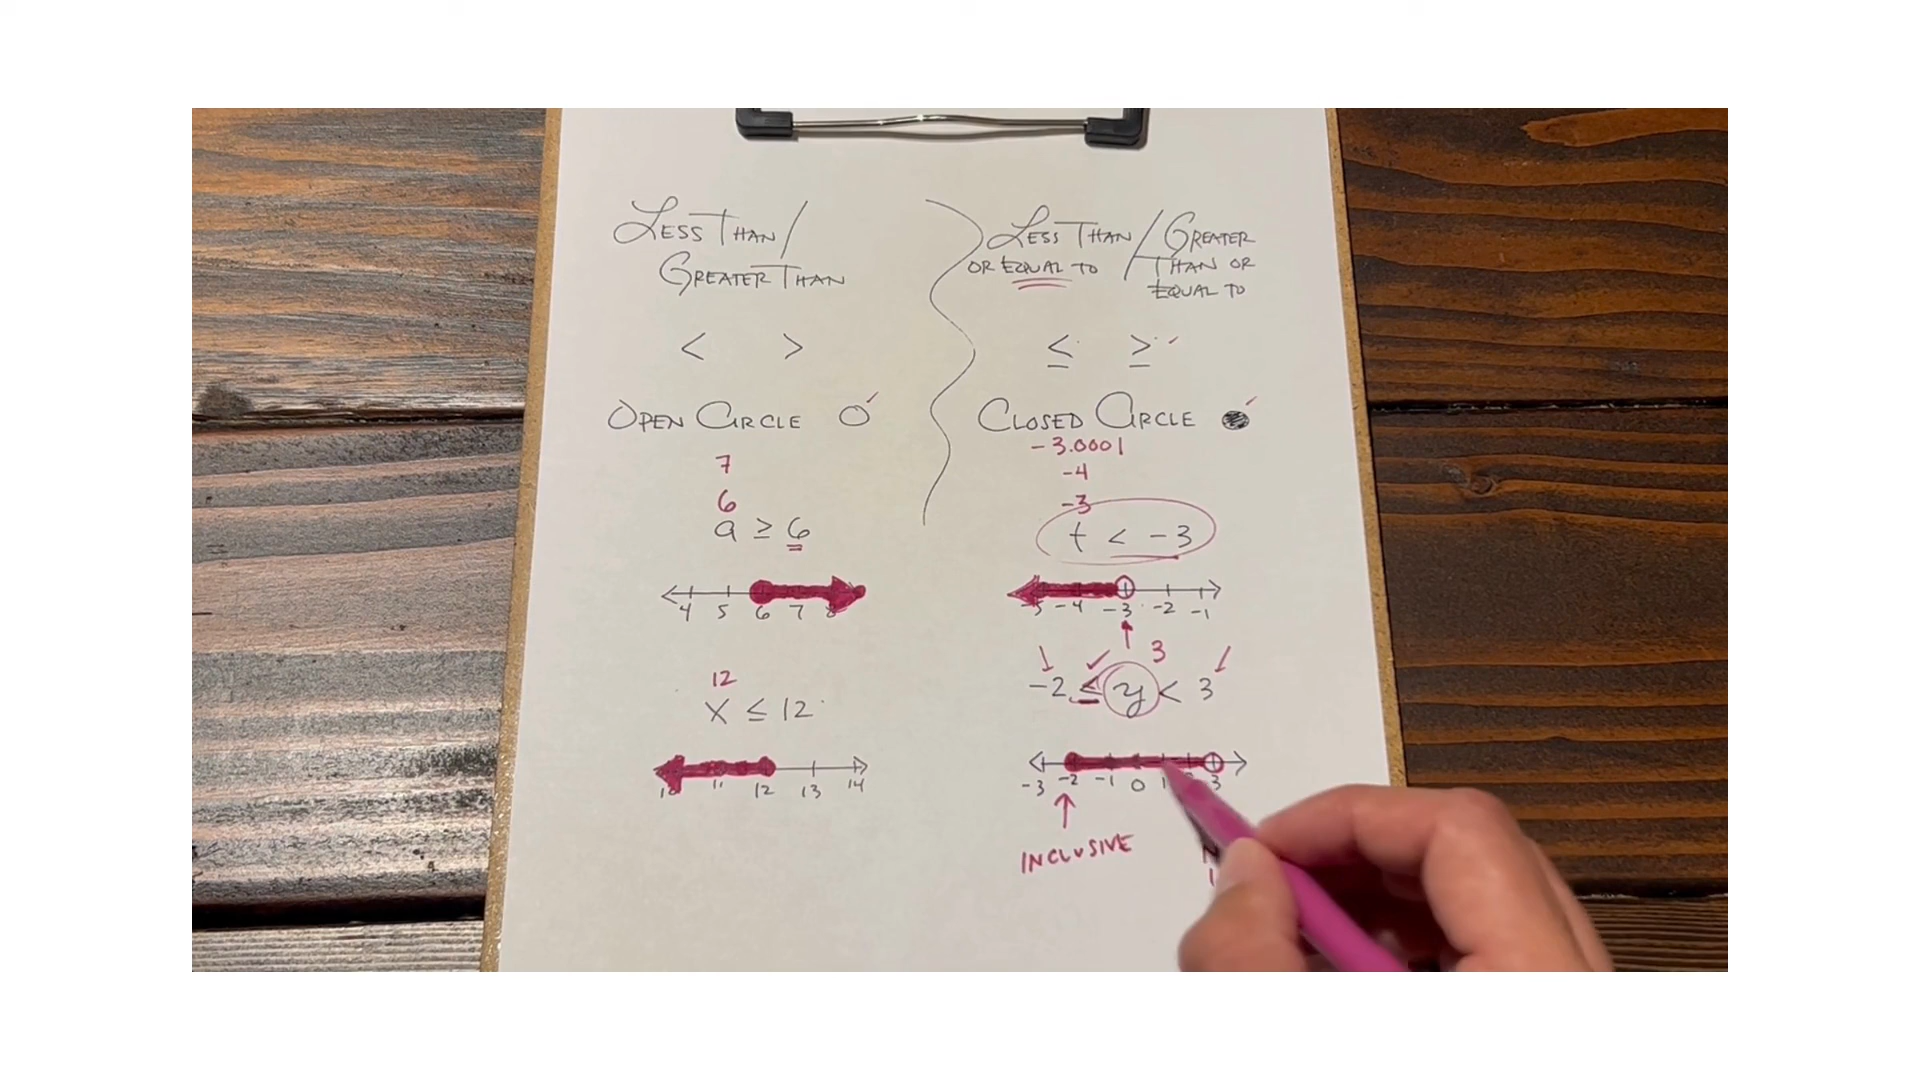 LESS THAN/
GREATER THAN
< >
OPEN CIRCLE O
7
6
a ≥ 6
4 5 6 7 8
12
x ≤ 12
10 11 12 13 14
LESS THAN / GREATER
OR EQUAL TO THAN OR
EQUAL TO
≤ ≥
CLOSED CIRCLE ●
-3.0001
-4
-3
t < -3
-5 -4 -3 -2 -1
3
-2 ≤ y < 3
-3 -2 -1 0 1 3
INCLUSIVE